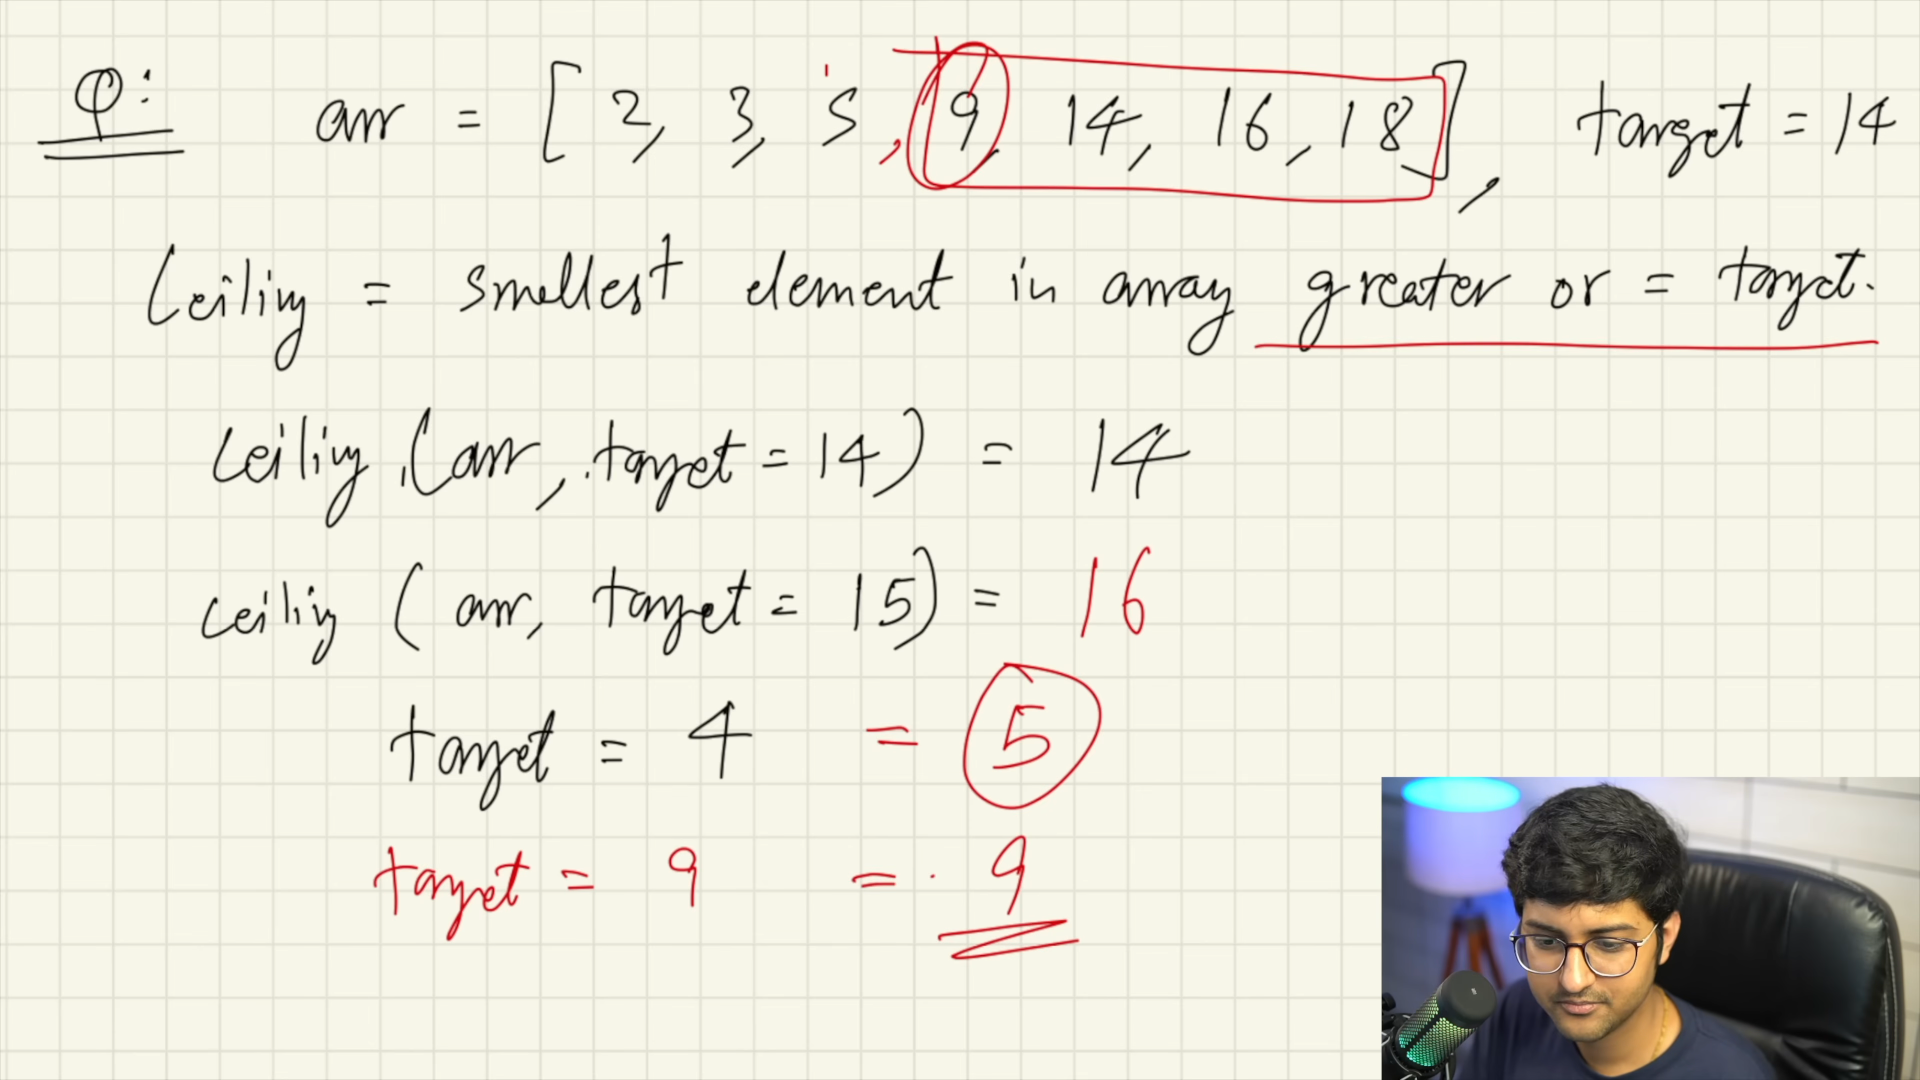 Q: arr = [2, 3, 5, 9, 14, 16, 18], target = 14
Ceiling = smallest element in array greater or = target.
Ceiling (arr, target = 14) = 14
ceiling (arr, target = 15) = 16
target = 4 = 5
target = 9 = 9